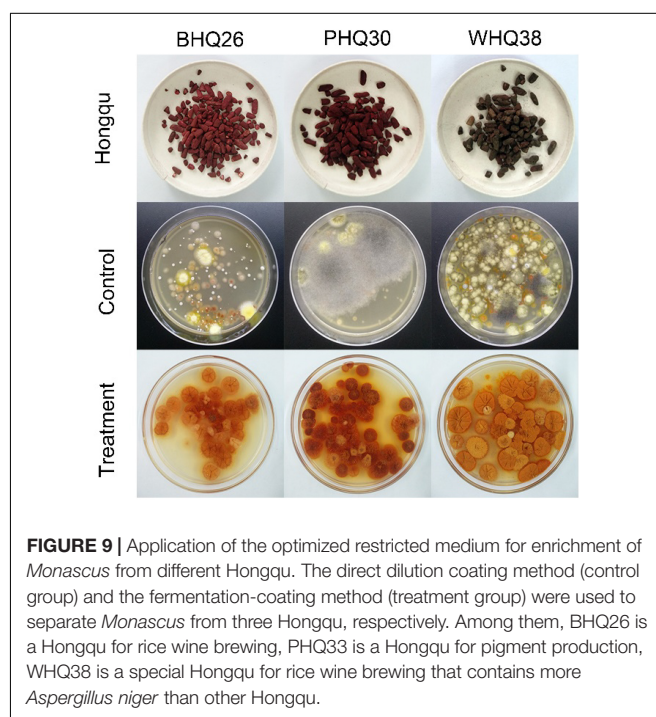 BHQ26 PHQ30 WHQ38
Hongqu
Control
Treatment
FIGURE 9 | Application of the optimized restricted medium for enrichment of
Monascus from different Hongqu. The direct dilution coating method (control
group) and the fermentation-coating method (treatment group) were used to
separate Monascus from three Hongqu, respectively. Among them, BHQ26 is
a Hongqu for rice wine brewing, PHQ33 is a Hongqu for pigment production,
WHQ38 is a special Hongqu for rice wine brewing that contains more
Aspergillus niger than other Hongqu.